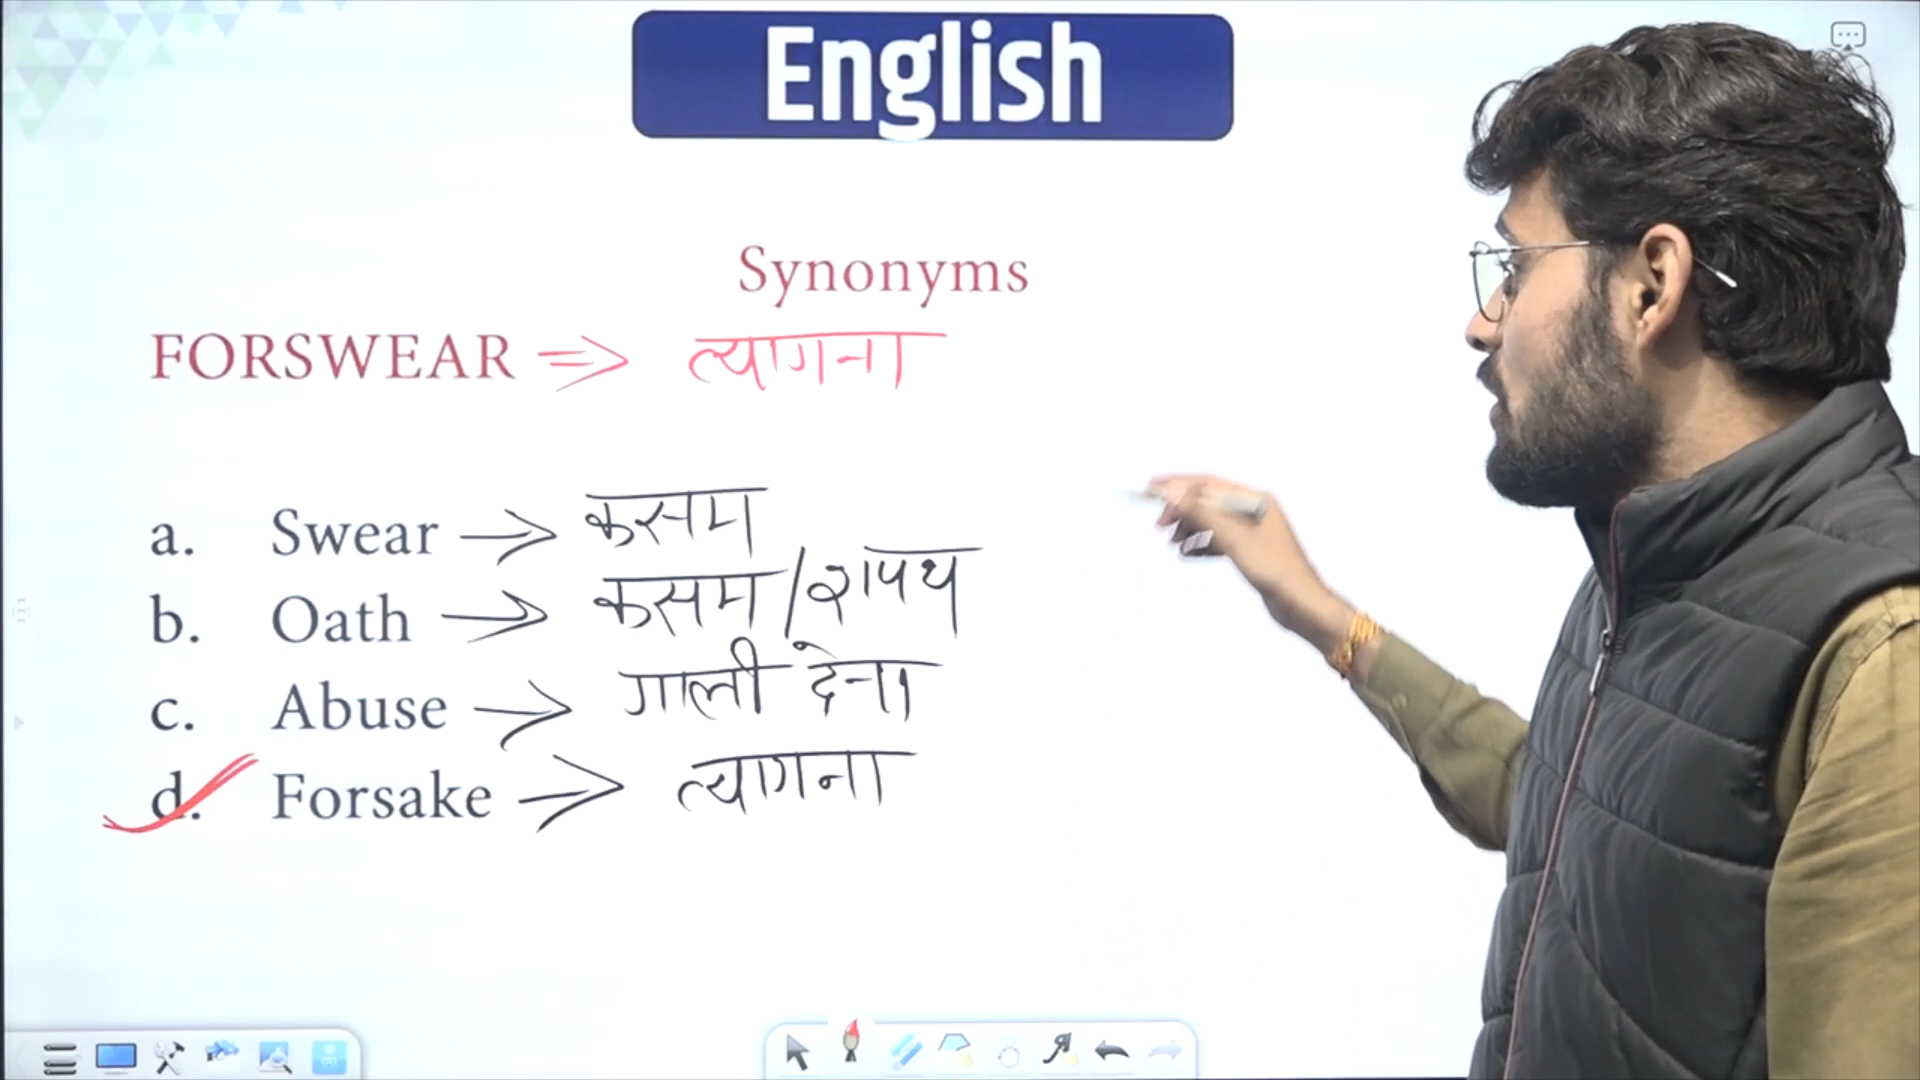 English
Synonyms
FORSWEAR => त्यागना
a. Swear → कसम
b. Oath → कसम/शपथ
c. Abuse → गाली देना
d. Forsake → त्यागना